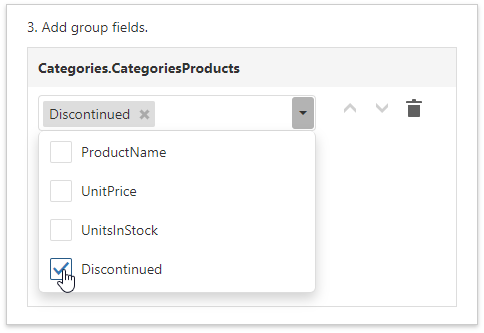 3. Add group fields.
Categories.CategoriesProducts
Discontinued
ProductName
UnitPrice
UnitsInStock
Discontinued